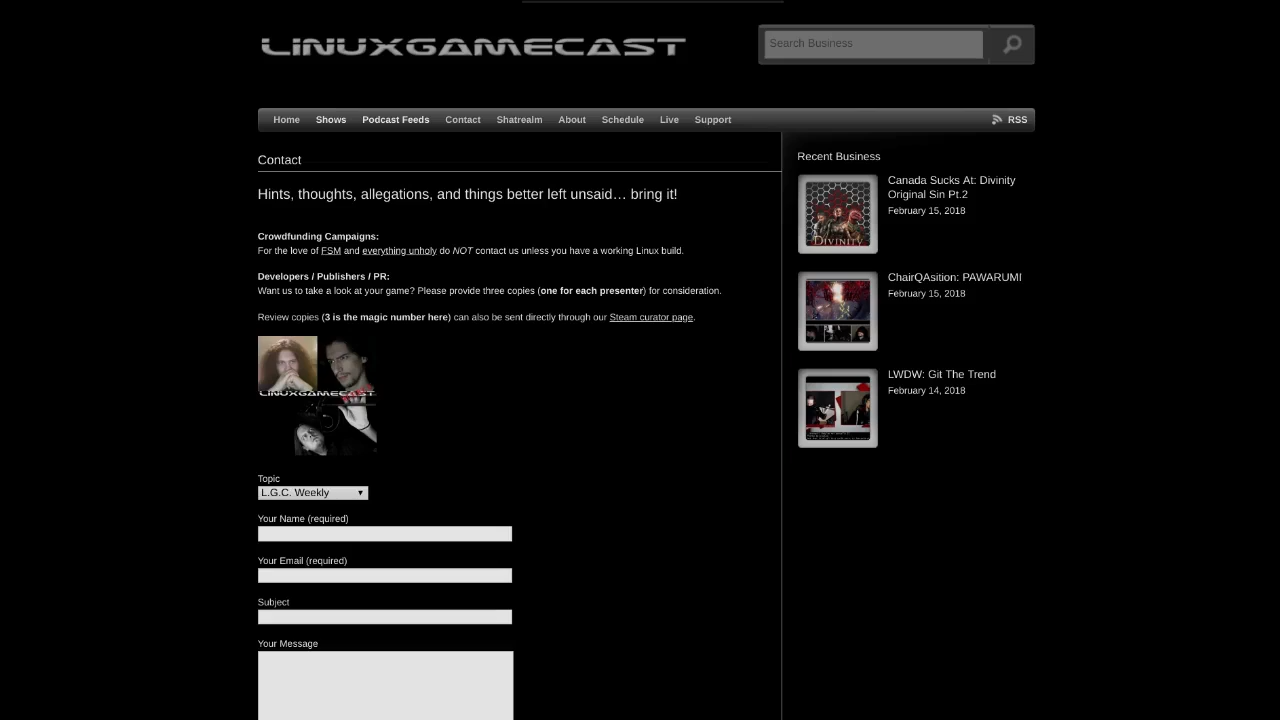 LINUXGAMECAST
Search Business
Home Shows Podcast Feeds Contact Shatrealm About Schedule Live Support RSS
Contact
Hints, thoughts, allegations, and things better left unsaid… bring it!
Crowdfunding Campaigns:
For the love of FSM and everything unholy do NOT contact us unless you have a working Linux build.
Developers / Publishers / PR:
Want us to take a look at your game? Please provide three copies (one for each presenter) for consideration.
Review copies (3 is the magic number here) can also be sent directly through our Steam curator page.
LINUXGAMECAST
Topic
L.G.C. Weekly
Your Name (required)
Your Email (required)
Subject
Your Message
Recent Business
Canada Sucks At: Divinity
Original Sin Pt.2
February 15, 2018
DIVINITY
ChairQAsition: PAWARUMI
February 15, 2018
LWDW: Git The Trend
February 14, 2018